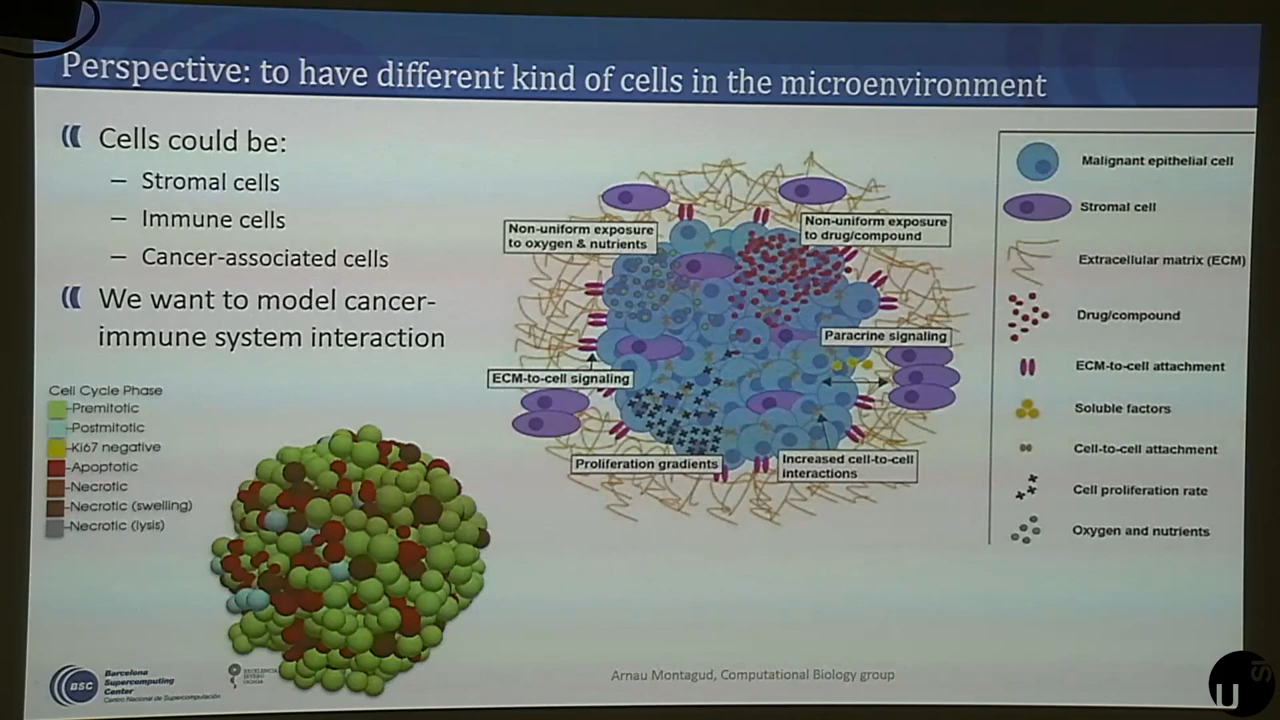 Perspective: to have different kind of cells in the microenvironment
Cells could be:
– Stromal cells
– Immune cells
– Cancer-associated cells
We want to model cancer-
immune system interaction
Cell Cycle Phase
Premitotic
Postmitotic
Ki67 negative
Apoptotic
Necrotic
Necrotic (swelling)
Necrotic (lysis)
Non-uniform exposure
to oxygen & nutrients
Non-uniform exposure
to drug/compound
Paracrine signaling
ECM-to-cell signaling
Proliferation gradients
Increased cell-to-cell
interactions
Malignant epithelial cell
Stromal cell
Extracellular matrix (ECM)
Drug/compound
ECM-to-cell attachment
Soluble factors
Cell-to-cell attachment
Cell proliferation rate
Oxygen and nutrients
BSC
Barcelona
Supercomputing
Center
Centro Nacional de Supercomputación
EXCELENCIA
SEVERO
OCHOA
Arnau Montagud, Computational Biology group
U
SI